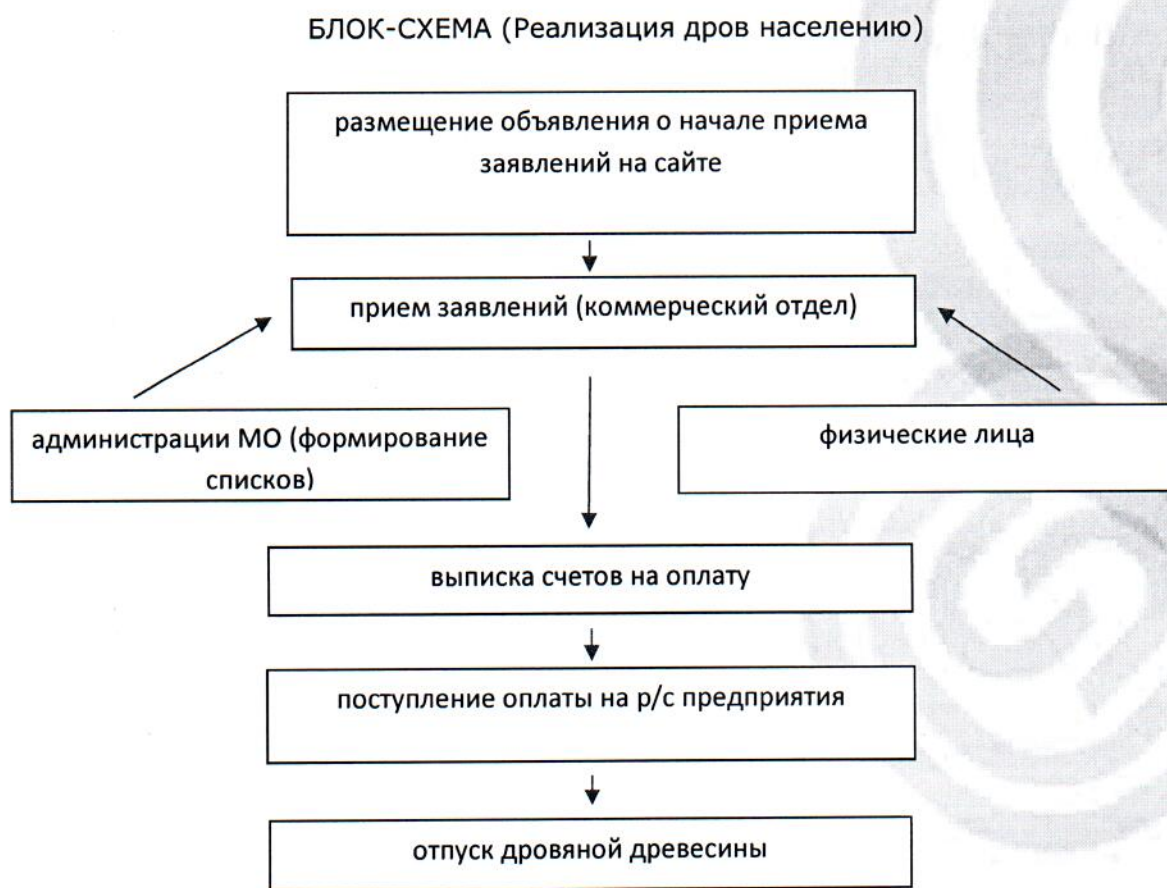 БЛОК-СХЕМА (Реализация дров населению)
размещение объявления о начале приема
заявлений на сайте
прием заявлений (коммерческий отдел)
администрации МО (формирование
списков)
физические лица
выписка счетов на оплату
поступление оплаты на р/с предприятия
отпуск дровяной древесины